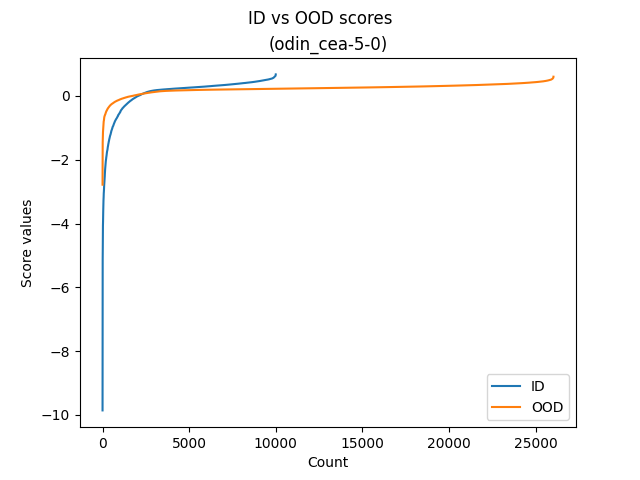 ID vs OOD scores
(odin_cea-5-0)
Score values
0
−2
−4
−6
−8
−10
0
5000
10000
15000
20000
25000
Count
ID
OOD